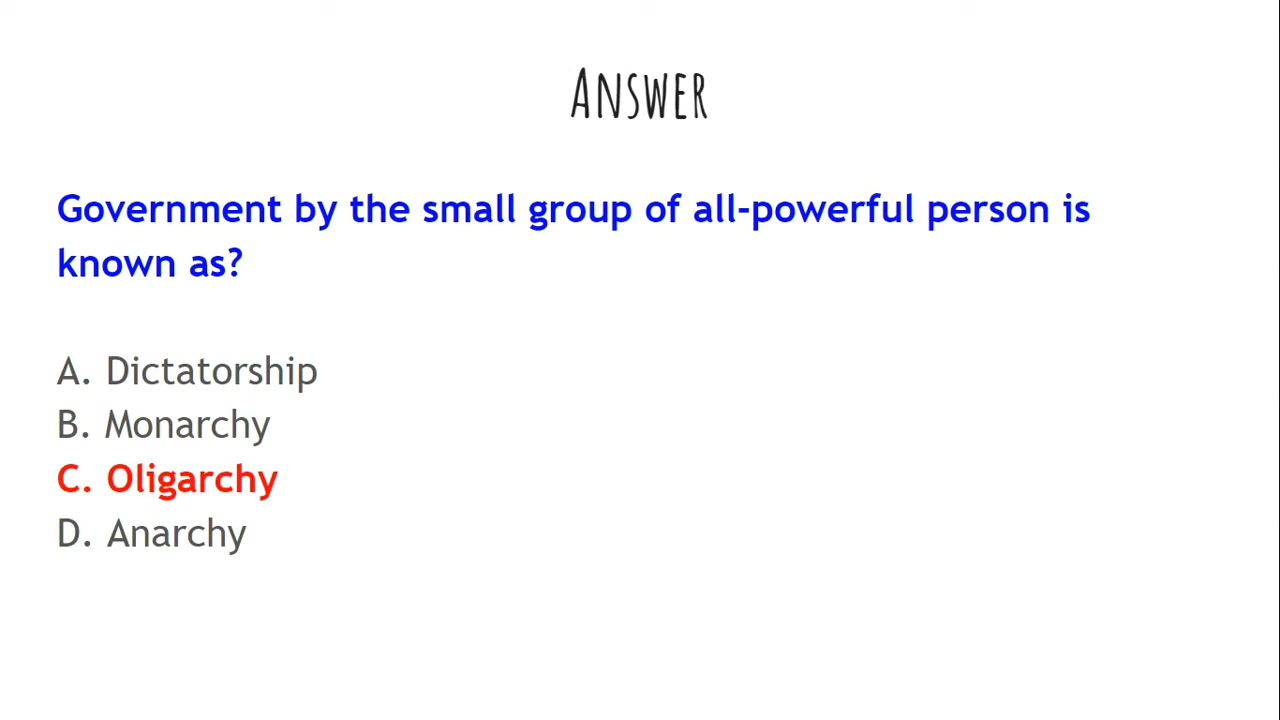 ANSWER
Government by the small group of all-powerful person is
known as?
A. Dictatorship
B. Monarchy
C. Oligarchy
D. Anarchy